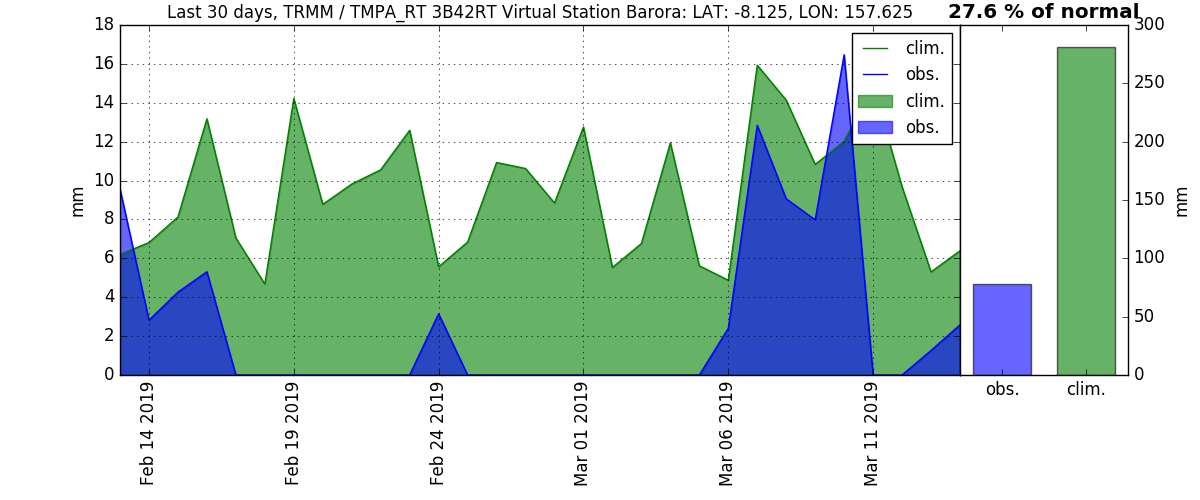 Last 30 days, TRMM / TMPA_RT 3B42RT Virtual Station Barora: LAT: -8.125, LON: 157.625
27.6 % of normal
mm
18
16
14
12
10
8
6
4
2
0
clim.
obs.
clim.
obs.
Feb 14 2019
Feb 19 2019
Feb 24 2019
Mar 01 2019
Mar 06 2019
Mar 11 2019
300
250
200
150
100
50
0
mm
obs.
clim.